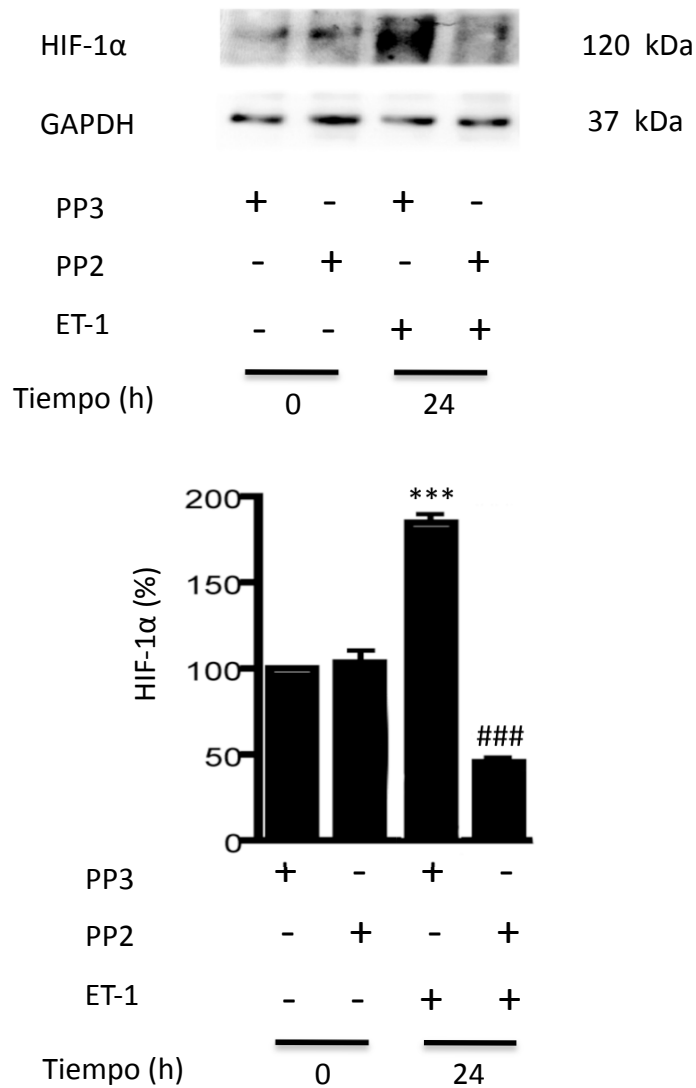 HIF-1α 120 kDa
GAPDH 37 kDa
PP3 + - + -
PP2 - + - +
ET-1 - - + +
Tiempo (h) 0 24
HIF-1α (%)
200
150
100
50
0
***
###
PP3 + - + -
PP2 - + - +
ET-1 - - + +
Tiempo (h) 0 24